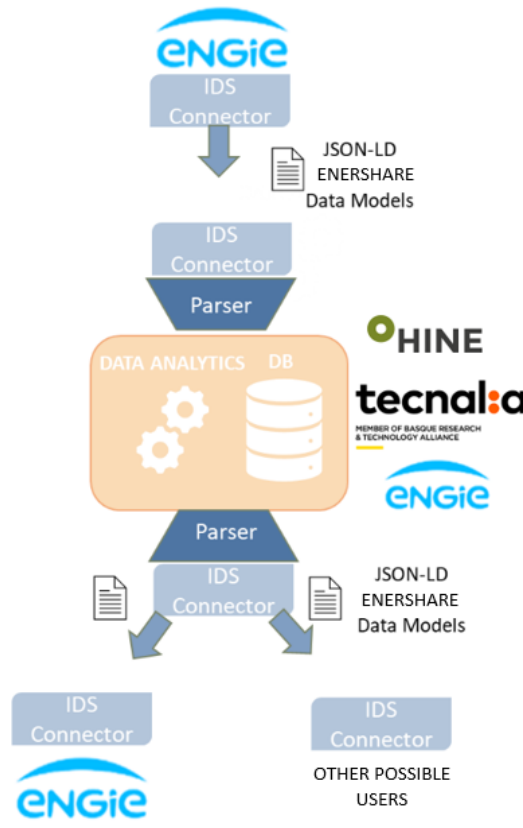 ENGIE
IDS
Connector
JSON-LD
ENERSHARE
Data Models
IDS
Connector
Parser
DATA ANALYTICS DB
HINE
tecnal:a
MEMBER OF BASQUE RESEARCH
& TECHNOLOGY ALLIANCE
ENGIE
Parser
IDS
Connector
JSON-LD
ENERSHARE
Data Models
IDS
Connector
ENGIE
IDS
Connector
OTHER POSSIBLE
USERS